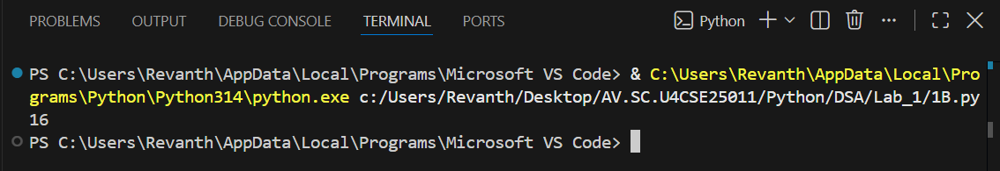 PROBLEMS OUTPUT DEBUG CONSOLE TERMINAL PORTS Python
PS C:\Users\Revanth\AppData\Local\Programs\Microsoft VS Code> & C:\Users\Revanth\AppData\Local\Pro
grams\Python\Python314\python.exe c:/Users/Revanth/Desktop/AV.SC.U4CSE25011/Python/DSA/Lab_1/1B.py
16
PS C:\Users\Revanth\AppData\Local\Programs\Microsoft VS Code>